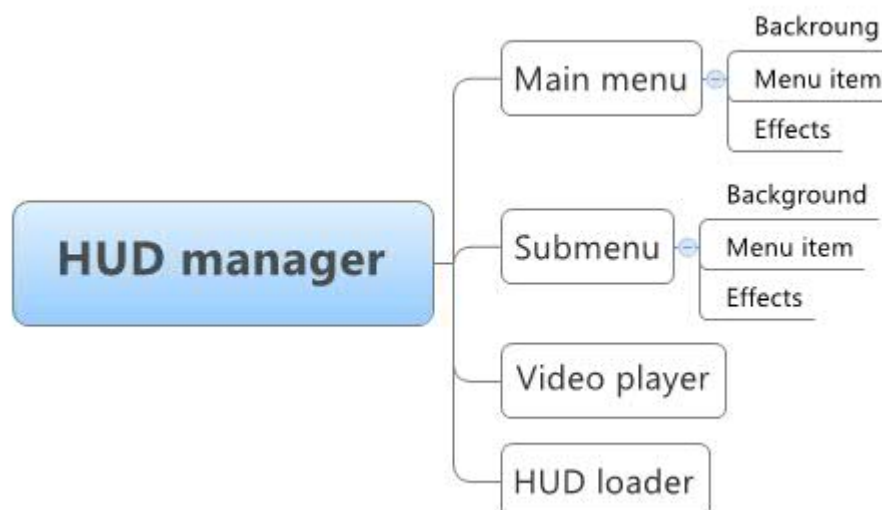 HUD manager
Main menu
Backroung
Menu item
Effects
Submenu
Background
Menu item
Effects
Video player
HUD loader